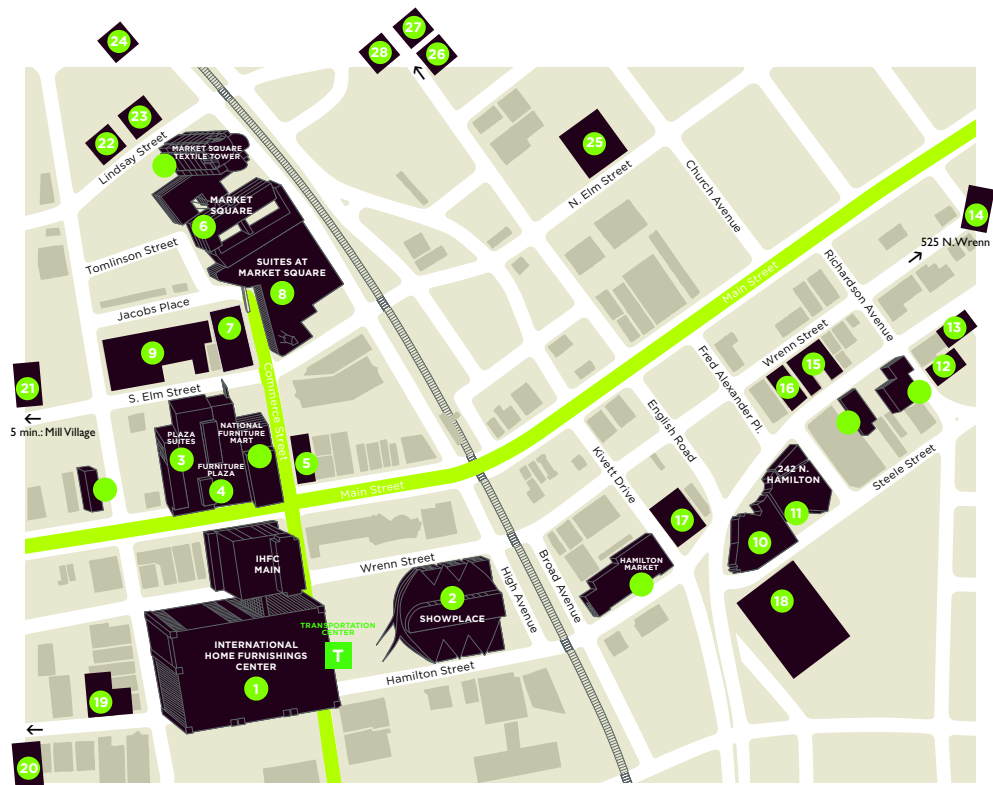 27
24
28
26
23
22
25
Lindsay Street
MARKET SQUARE
TEXTILE TOWER
N. Elm Street
Church Avenue
MARKET
SQUARE
14
6
525 N.Wrenn
Tomlinson Street
SUITES AT
MARKET SQUARE
8
Main Street
Richardson Avenue
Jacobs Place
7
9
Wrenn Street
13
15
12
16
21
S. Elm Street
Commerce Street
Fred Alexander Pl.
5 min.: Mill Village
English Road
PLAZA
SUITES
3
NATIONAL
FURNITURE
MART
5
FURNITURE
PLAZA
4
Main Street
Kivett Drive
242 N.
HAMILTON
Steele Street
11
17
10
IHFC
MAIN
Wrenn Street
High Avenue
Broad Avenue
HAMILTON
MARKET
2
SHOWPLACE
18
TRANSPORTATION
CENTER
T
INTERNATIONAL
HOME FURNISHINGS
CENTER
1
Hamilton Street
19
20